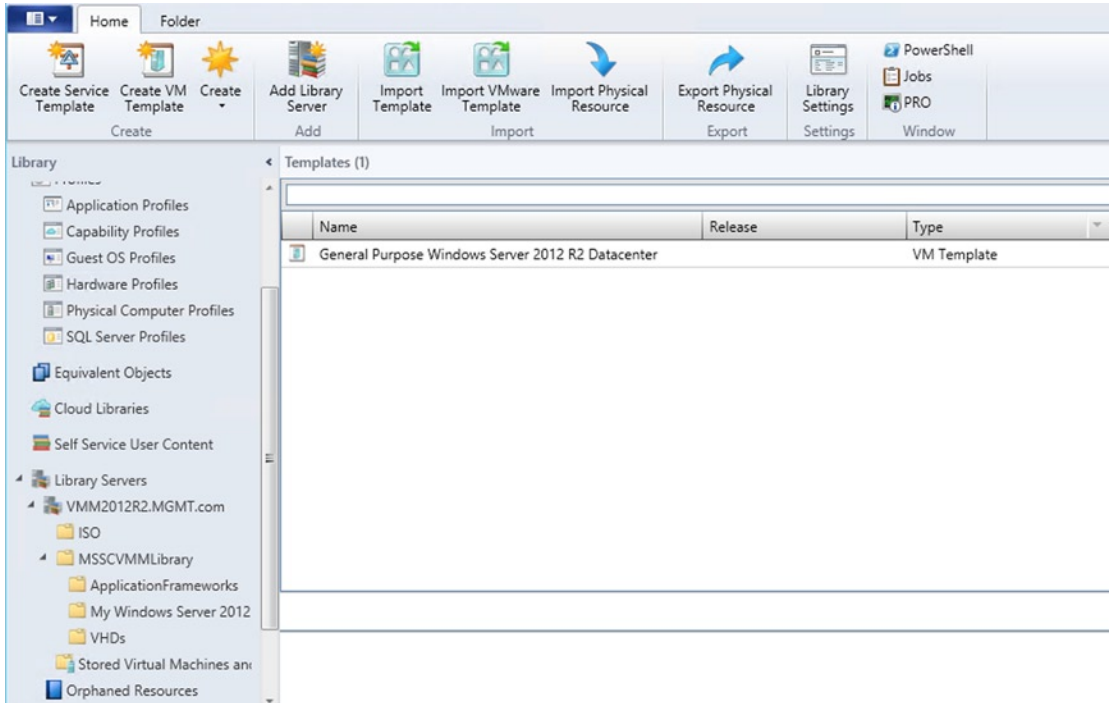 Home Folder
Create Service Template
Create VM Template
Create
Add Library Server
Import Template
Import VMware Template
Import Physical Resource
Export Physical Resource
Library Settings
PowerShell
Jobs
PRO
Create Add Import Export Settings Window
Library
Templates (1)
Profiles
Application Profiles
Capability Profiles
Guest OS Profiles
Hardware Profiles
Physical Computer Profiles
SQL Server Profiles
Equivalent Objects
Cloud Libraries
Self Service User Content
Library Servers
VMM2012R2.MGMT.com
ISO
MSSCVMMLibrary
ApplicationFrameworks
My Windows Server 2012
VHDs
Stored Virtual Machines and
Orphaned Resources
Name Release Type
General Purpose Windows Server 2012 R2 Datacenter VM Template